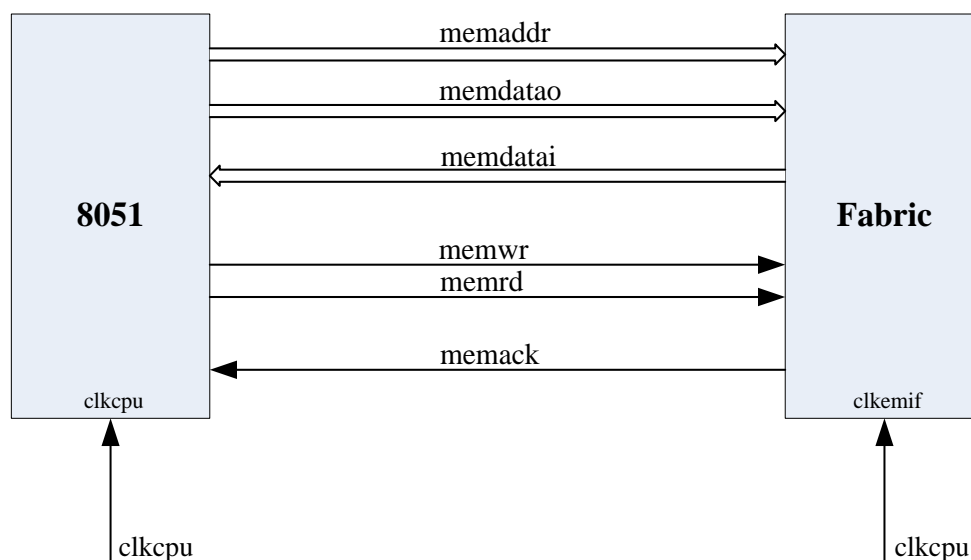 memaddr
memdatao
memdatai
8051
Fabric
memwr
memrd
memack
clkcpu
clkemif
clkcpu
clkcpu